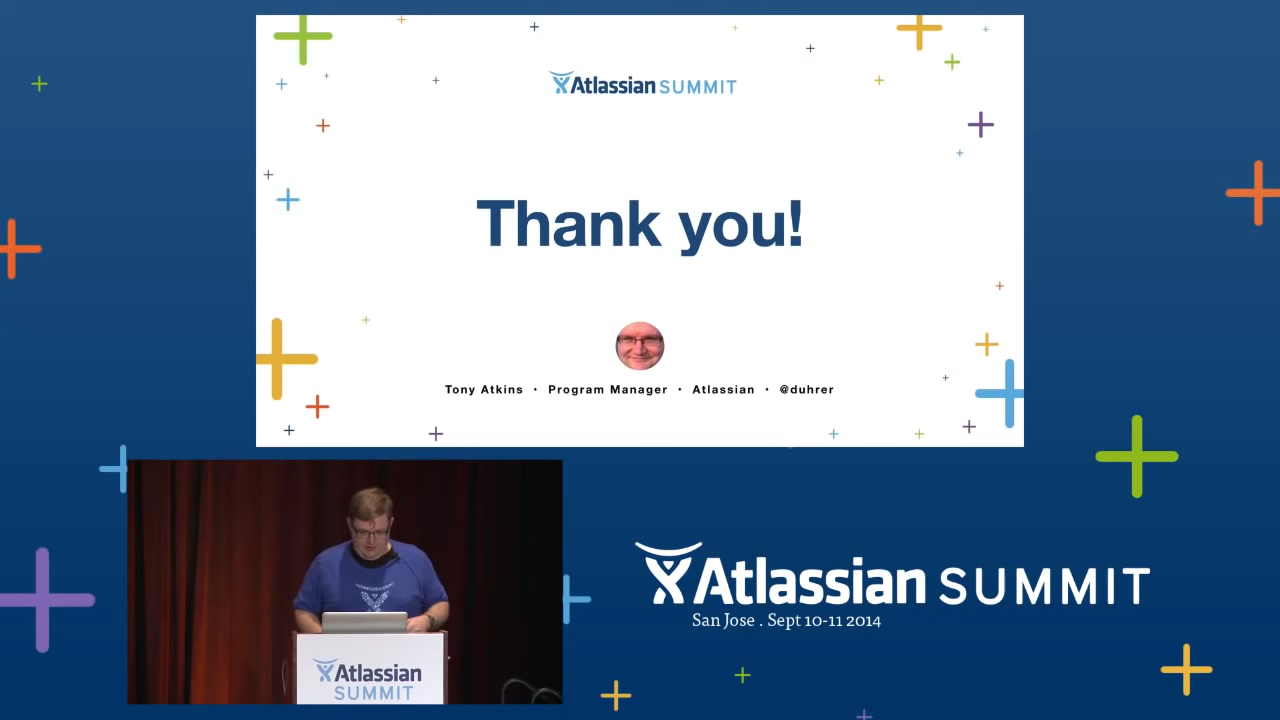 Atlassian SUMMIT
Thank you!
Tony Atkins · Program Manager · Atlassian · @duhrer
Atlassian SUMMIT
San Jose . Sept 10-11 2014
Atlassian
SUMMIT